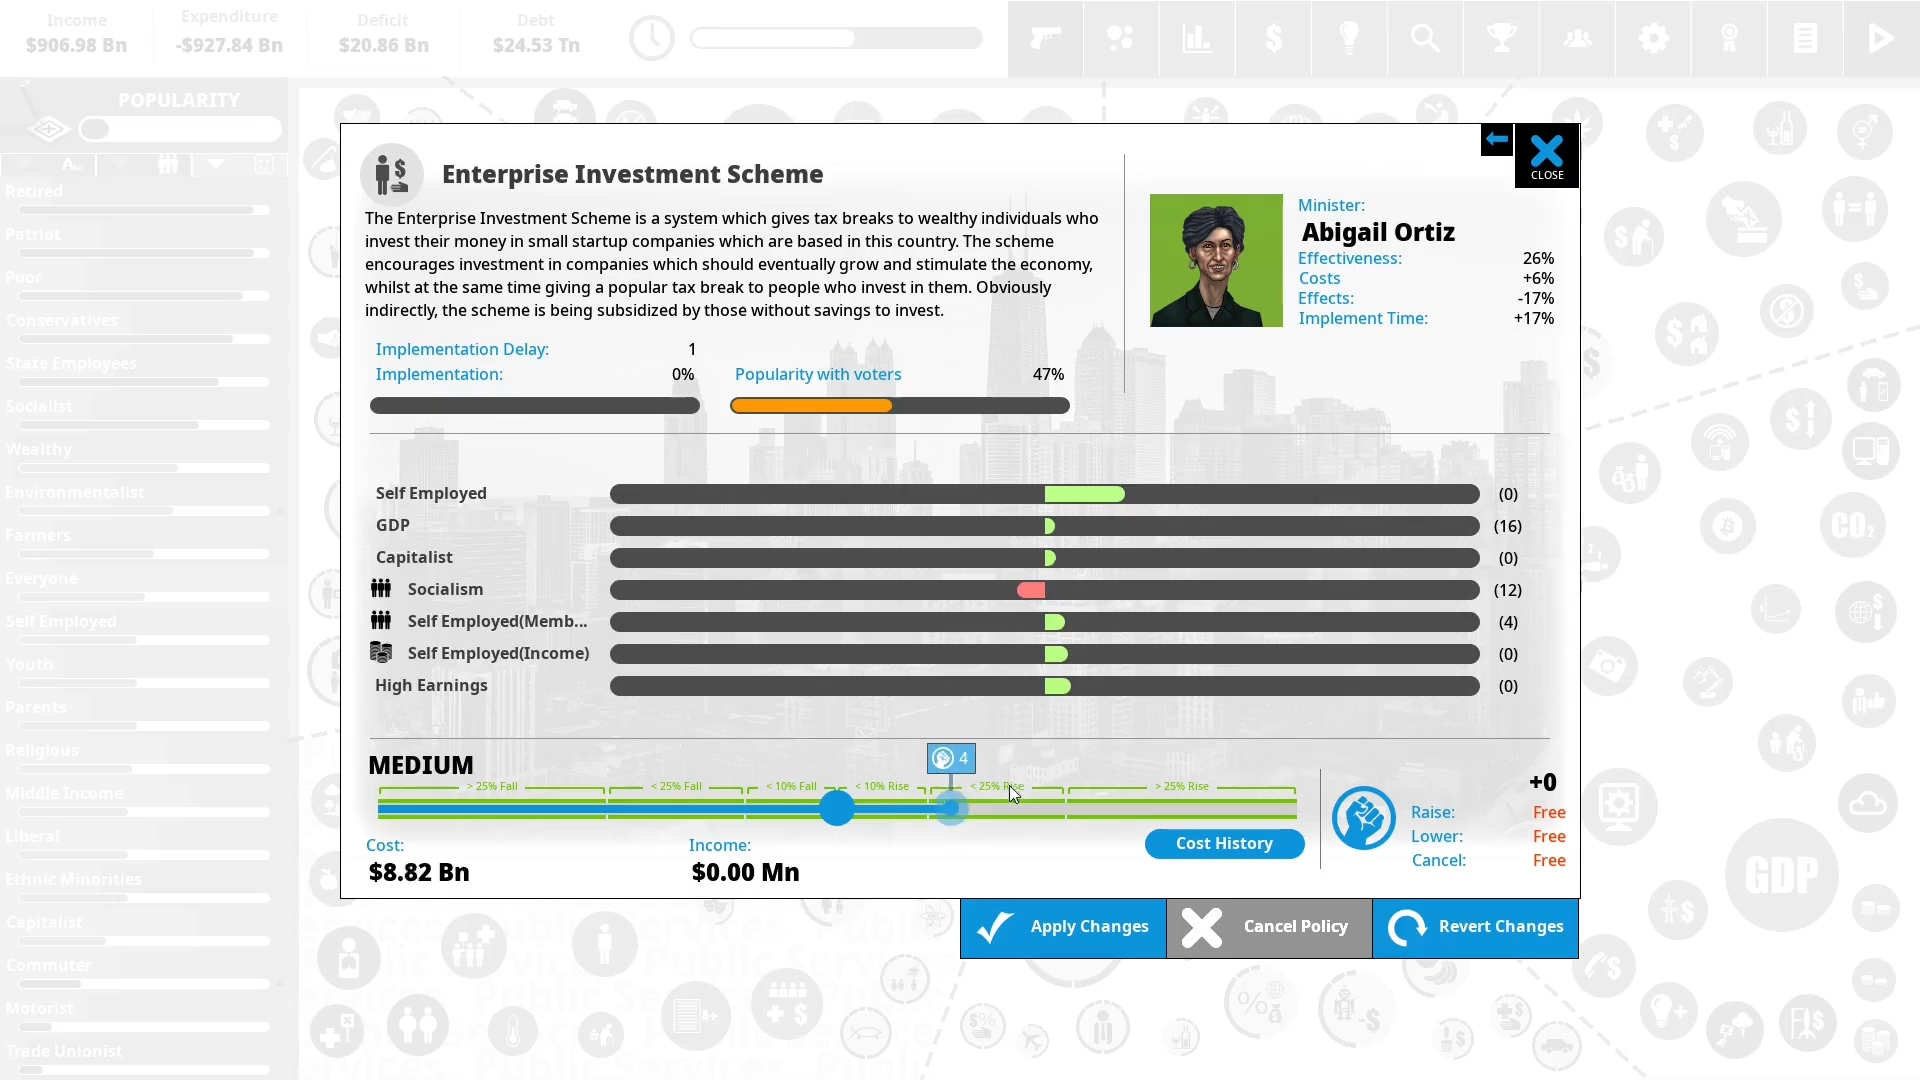 Income
$906.98 Bn
Expenditure
-$927.84 Bn
Deficit
$20.86 Bn
Debt
$24.53 Tn
POPULARITY
Retired
Patriot
Poor
Conservatives
State Employees
Socialist
Wealthy
Environmentalist
Farmers
Everyone
Self Employed
Youth
Parents
Religious
Middle Income
Liberal
Ethnic Minorities
Capitalist
Commuter
Motorist
Trade Unionist
Enterprise Investment Scheme
The Enterprise Investment Scheme is a system which gives tax breaks to wealthy individuals who
invest their money in small startup companies which are based in this country. The scheme
encourages investment in companies which should eventually grow and stimulate the economy,
whilst at the same time giving a popular tax break to people who invest in them. Obviously
indirectly, the scheme is being subsidized by those without savings to invest.
CLOSE
Minister:
Abigail Ortiz
Effectiveness: 26%
Costs +6%
Effects: -17%
Implement Time: +17%
Implementation Delay: 1
Implementation: 0%
Popularity with voters 47%
Self Employed (0)
GDP (16)
Capitalist (0)
Socialism (12)
Self Employed(Memb... (4)
Self Employed(Income) (0)
High Earnings (0)
MEDIUM
4
> 25% Fall < 25% Fall < 10% Fall < 10% Rise < 25% Rise > 25% Rise
Cost:
$8.82 Bn
Income:
$0.00 Mn
Cost History
+0
Raise: Free
Lower: Free
Cancel: Free
Apply Changes
Cancel Policy
Revert Changes
CO2
GDP